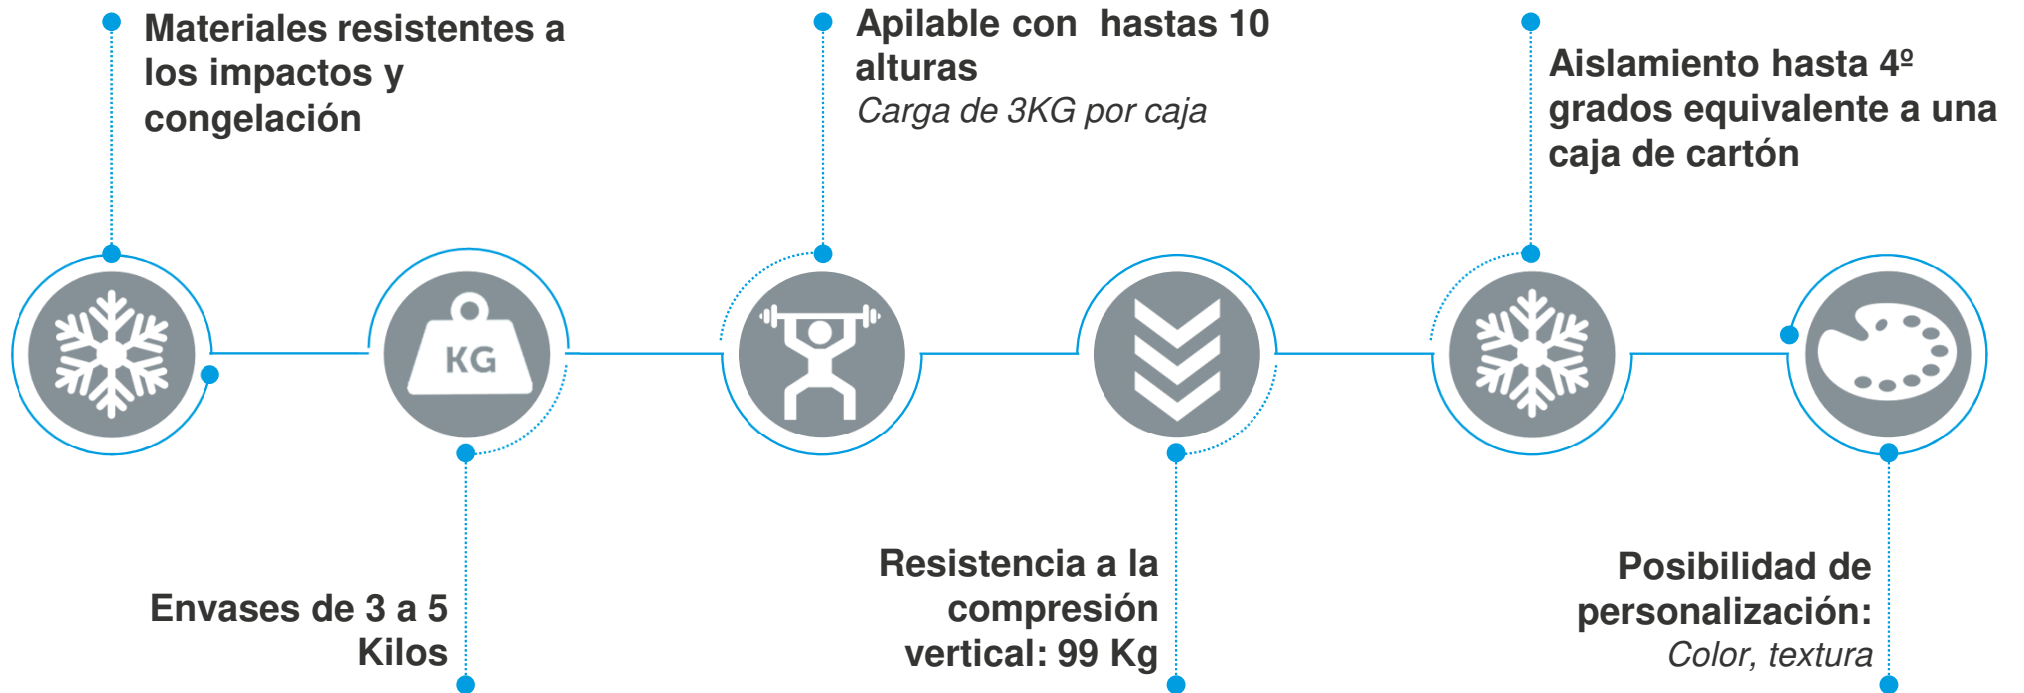 Materiales resistentes a
los impactos y
congelación
Apilable con  hastas 10
alturas
Carga de 3KG por caja
Aislamiento hasta 4º
grados equivalente a una
caja de cartón
KG
Envases de 3 a 5
Kilos
Resistencia a la
compresión
vertical: 99 Kg
Posibilidad de
personalización:
Color, textura